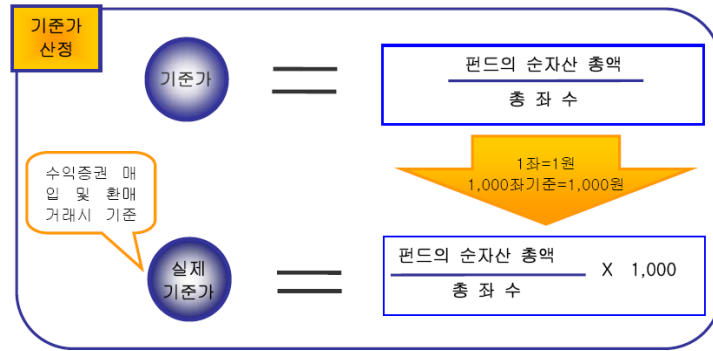 기준가
산정
기준가
펀드의 순자산 총액
총 좌 수
1좌=1원
1,000좌기준=1,000원
수익증권 매
입 및 환매
거래시 기준
실제
기준가
펀드의 순자산 총액
총 좌 수
X 1,000